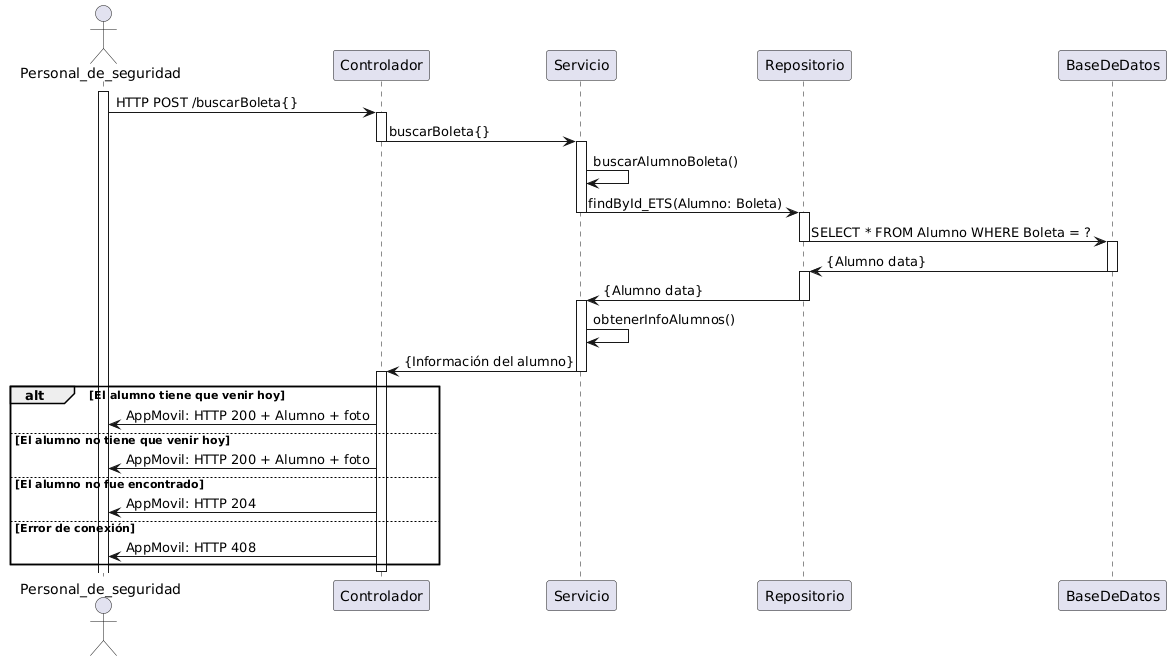 Personal_de_seguridad
Controlador
Servicio
Repositorio
BaseDeDatos
HTTP POST /buscarBoleta{}
buscarBoleta{}
buscarAlumnoBoleta()
findById_ETS(Alumno: Boleta)
SELECT * FROM Alumno WHERE Boleta = ?
{Alumno data}
{Alumno data}
obtenerInfoAlumnos()
{Información del alumno}
alt
[El alumno tiene que venir hoy]
AppMovil: HTTP 200 + Alumno + foto
[El alumno no tiene que venir hoy]
AppMovil: HTTP 200 + Alumno + foto
[El alumno no fue encontrado]
AppMovil: HTTP 204
[Error de conexión]
AppMovil: HTTP 408
Personal_de_seguridad
Controlador
Servicio
Repositorio
BaseDeDatos